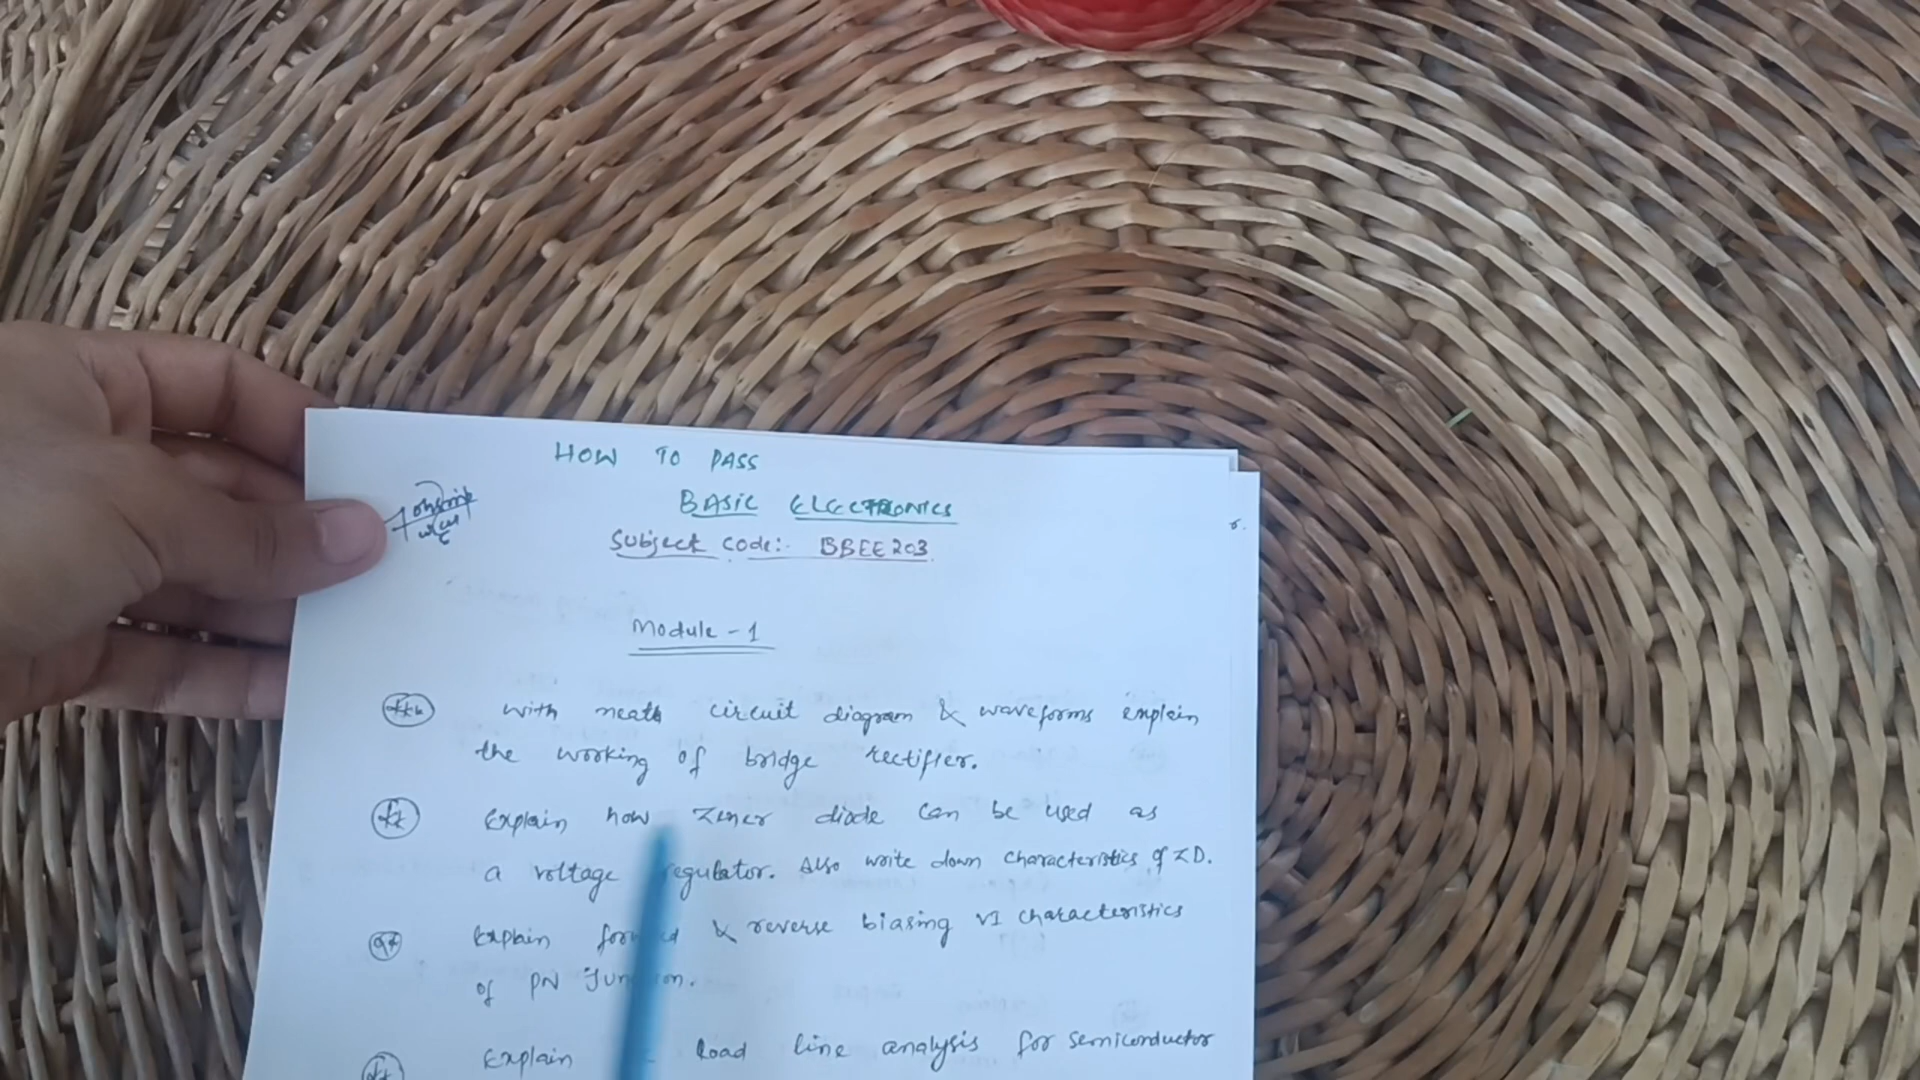 HOW TO PASS
BASIC ELECTRONICS
Subject Code:- BBEE203
Module - 1
with neat circuit diagram & waveforms explain
the working of bridge rectifier.
Explain how Zener diode can be used as
a voltage regulator. Also write down characteristics of ZD.
Explain & reverse biasing VI characteristics
of PN
Explain load line analysis for semiconductor